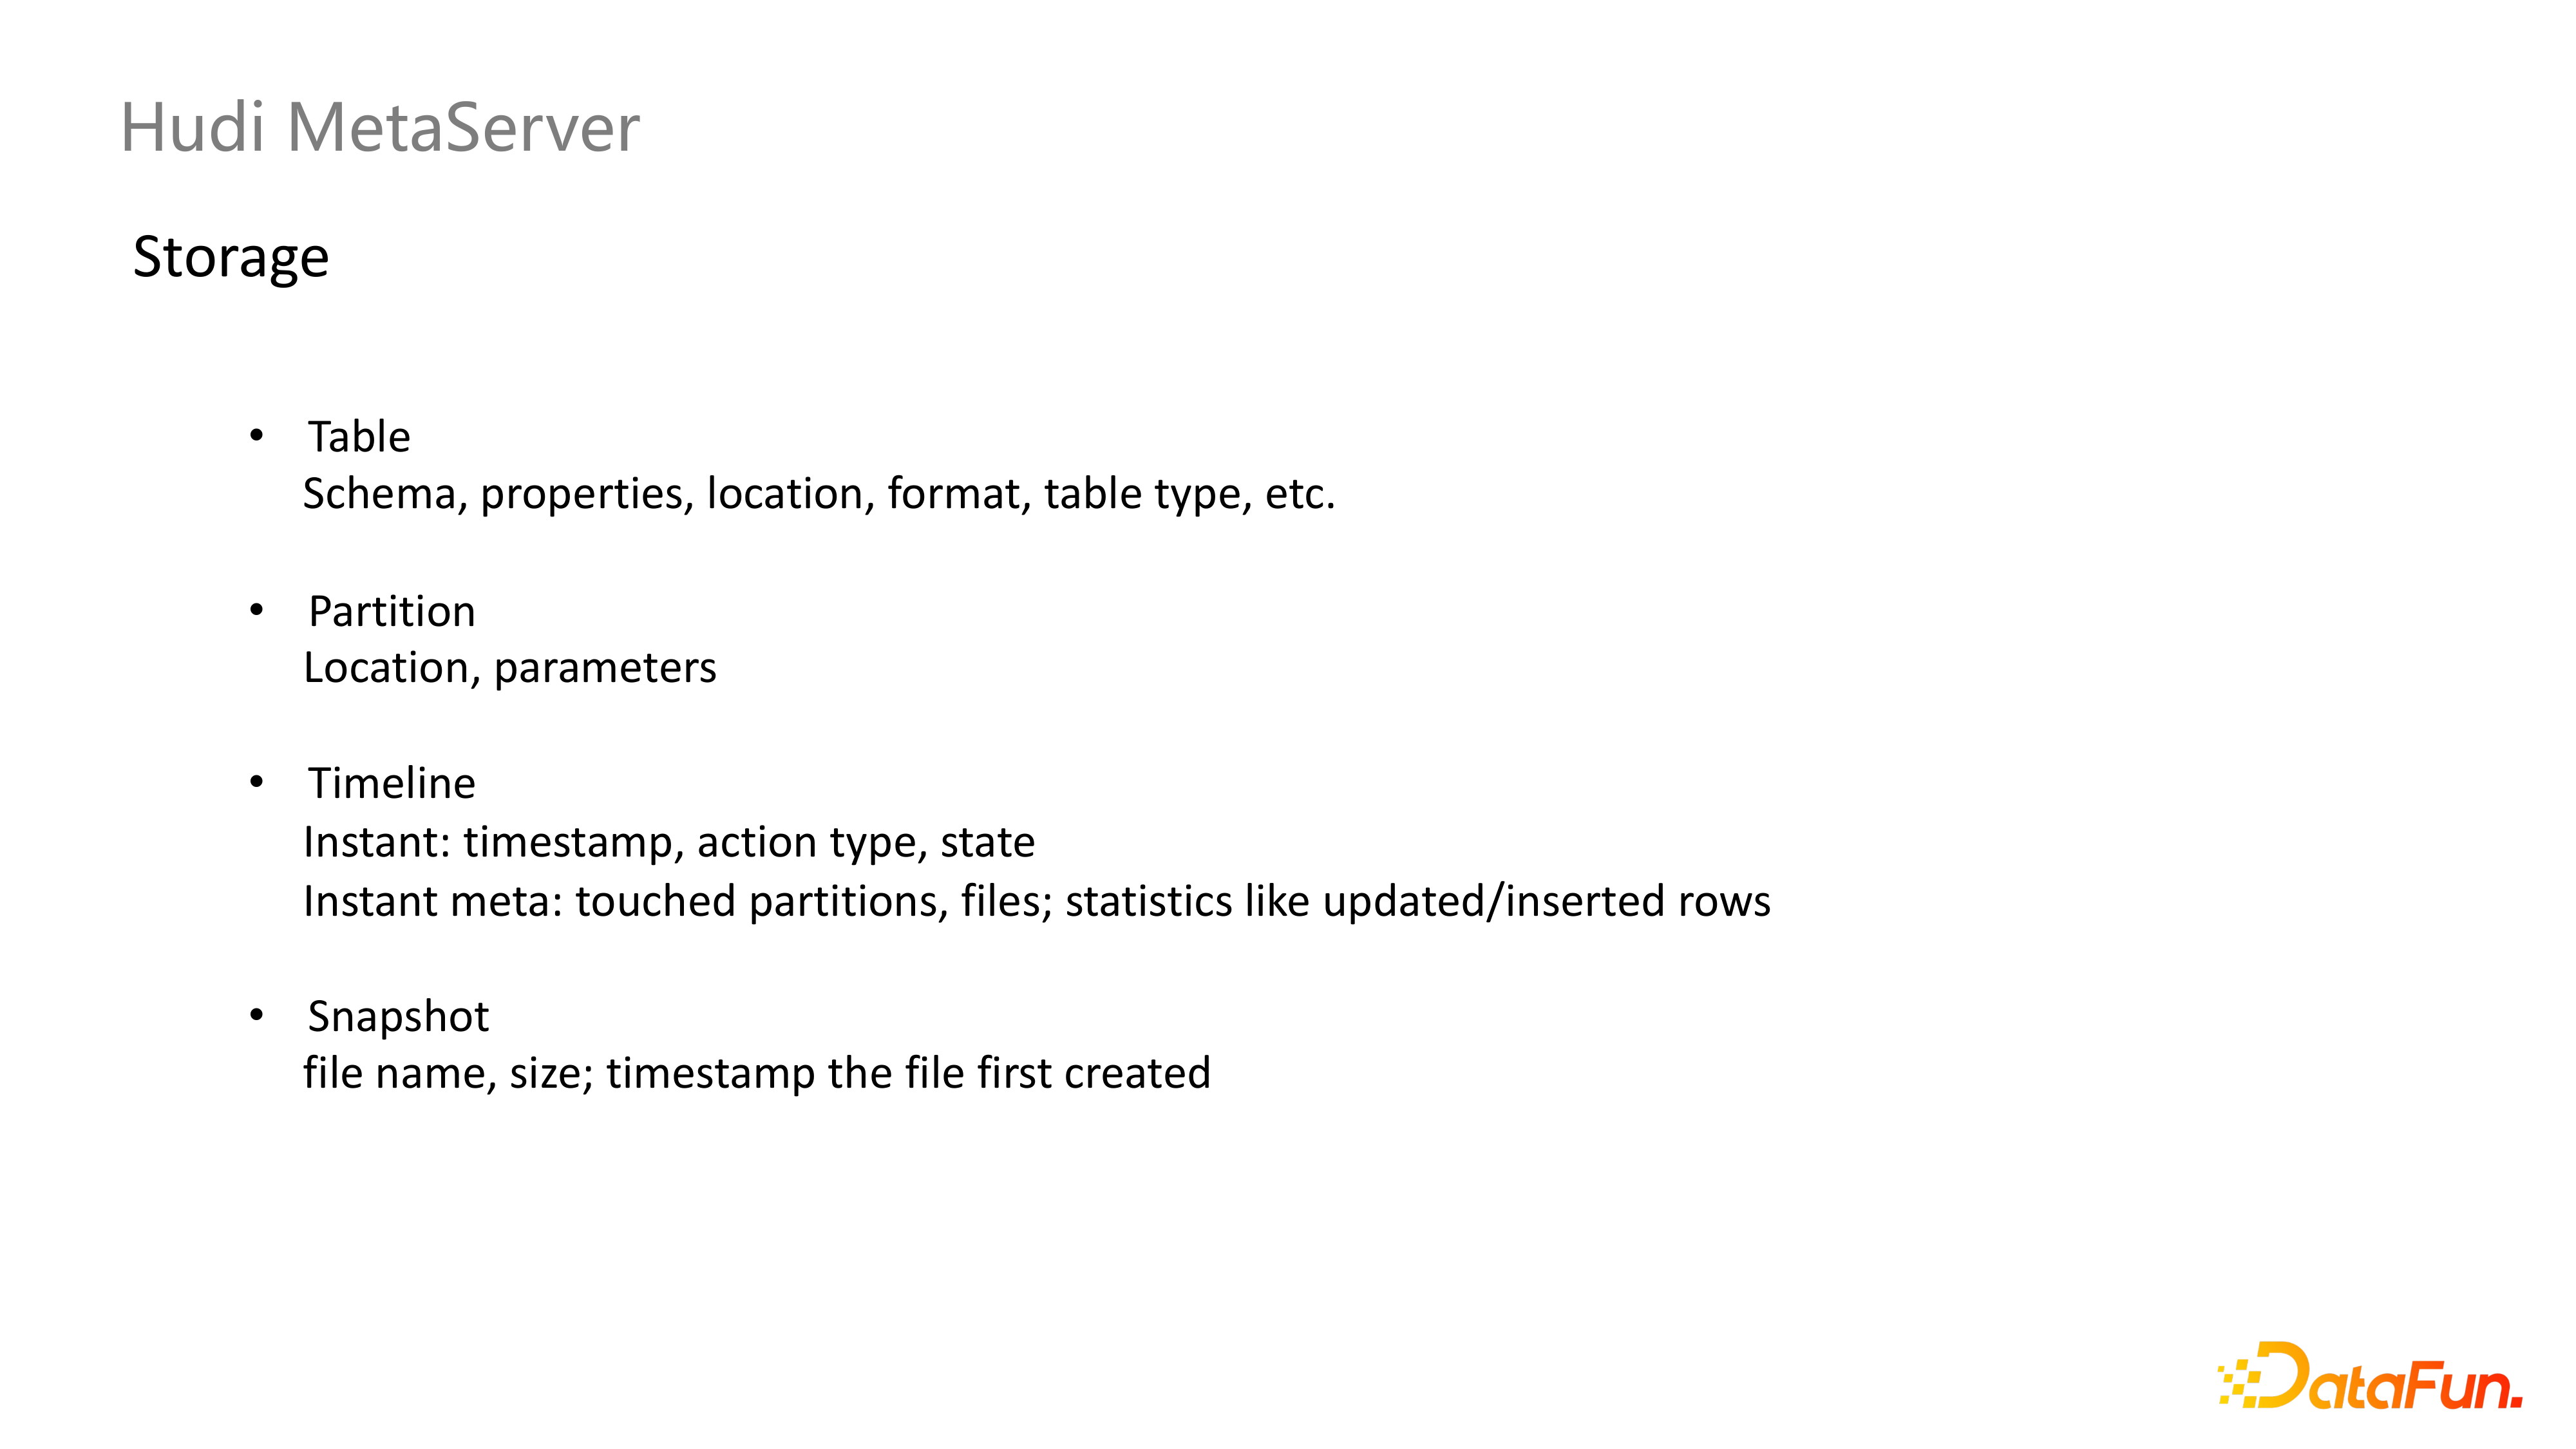 Hudi MetaServer
Storage
• Table
Schema, properties, location, format, table type, etc.
• Partition
Location, parameters
• Timeline
Instant: timestamp, action type, state
Instant meta: touched partitions, files; statistics like updated/inserted rows
• Snapshot
file name, size; timestamp the file first created
DataFun.